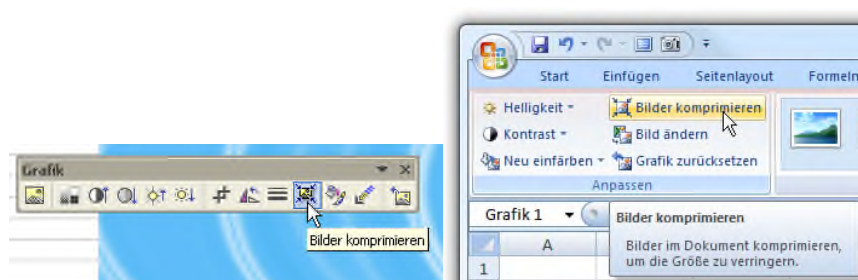 Grafik
Bilder komprimieren
Start Einfügen Seitenlayout Formeln
Helligkeit Bilder komprimieren
Kontrast Bild ändern
Neu einfärben Grafik zurücksetzen
Anpassen
Grafik 1
Bilder komprimieren
A
Bilder im Dokument komprimieren,
um die Größe zu verringern.
1